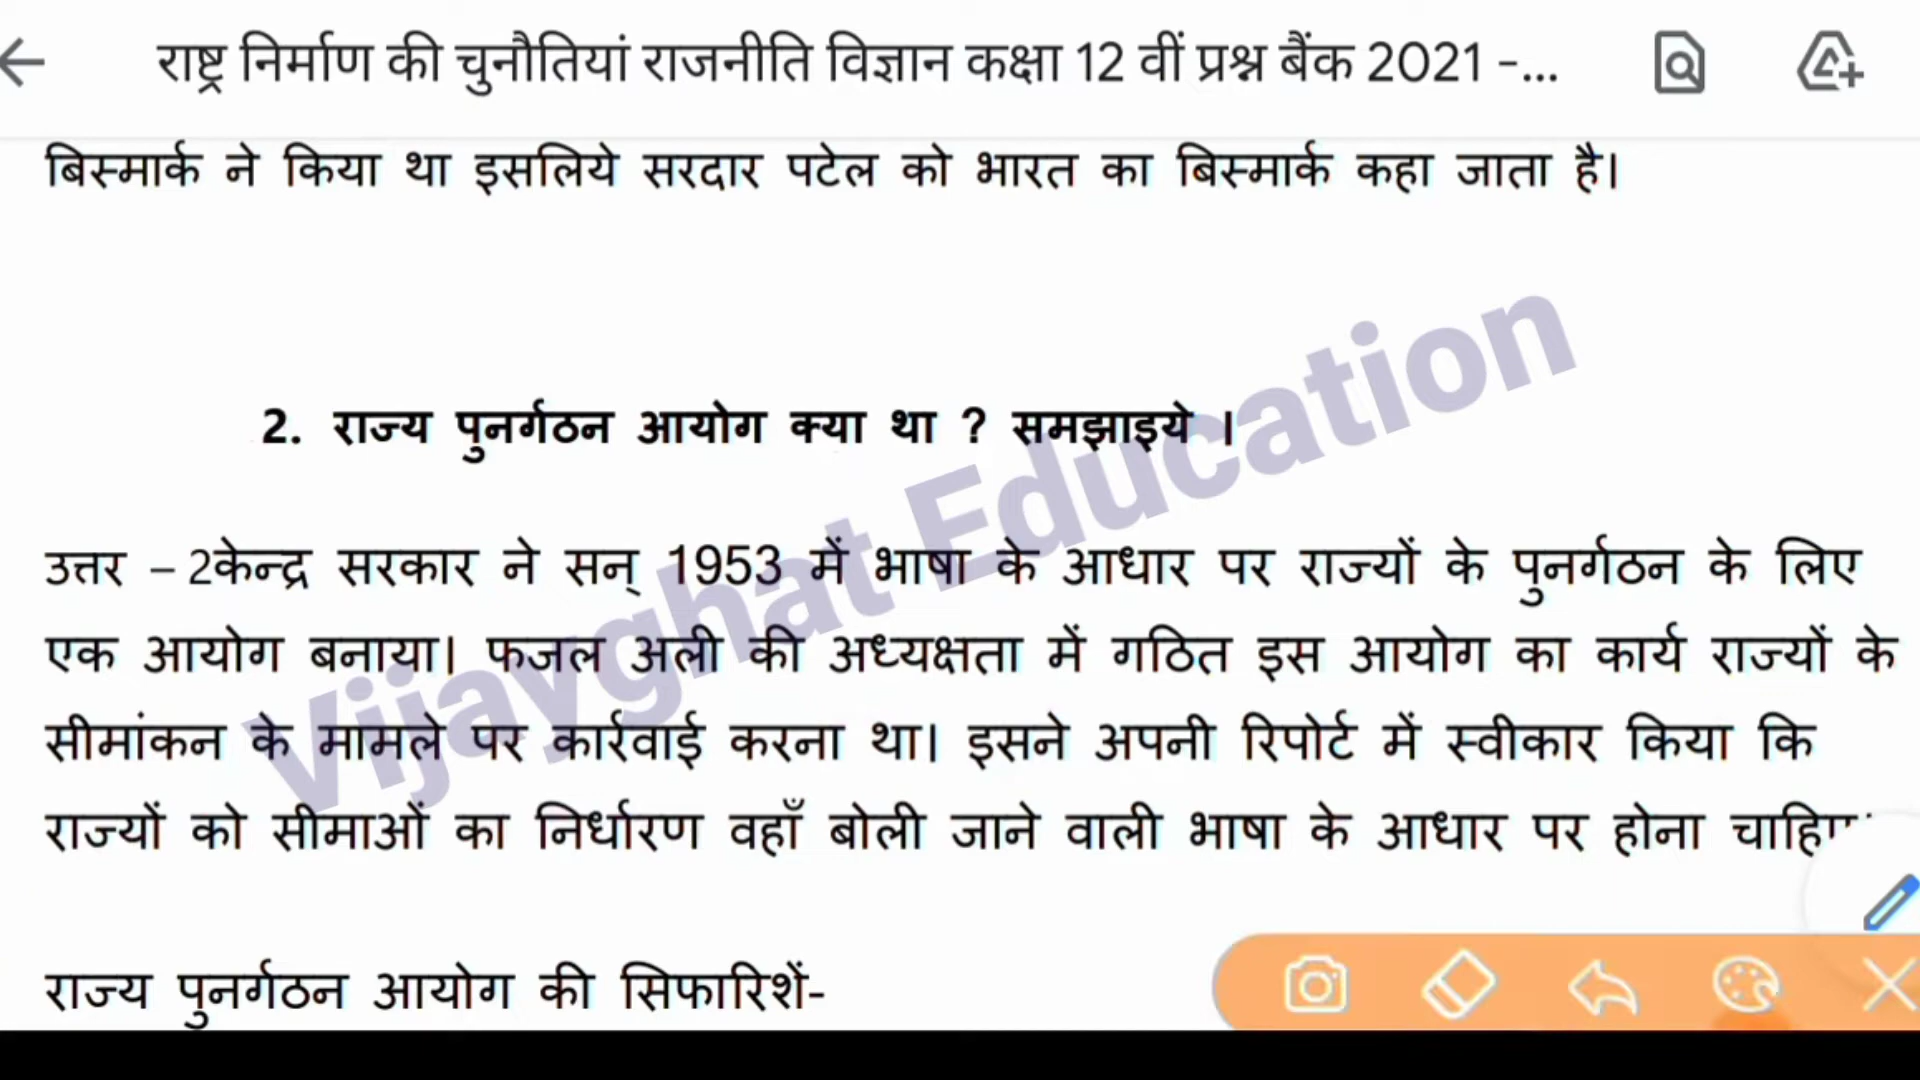 राष्ट्र निर्माण की चुनौतियां राजनीति विज्ञान कक्षा 12 वीं प्रश्न बैंक 2021 -...
बिस्मार्क ने किया था इसलिये सरदार पटेल को भारत का बिस्मार्क कहा जाता है।
2. राज्य पुनर्गठन आयोग क्या था ? समझाइये ।
उत्तर – 2केन्द्र सरकार ने सन् 1953 में भाषा के आधार पर राज्यों के पुनर्गठन के लिए
एक आयोग बनाया। फजल अली की अध्यक्षता में गठित इस आयोग का कार्य राज्यों के
सीमांकन के मामले पर कार्रवाई करना था। इसने अपनी रिपोर्ट में स्वीकार किया कि
राज्यों को सीमाओं का निर्धारण वहाँ बोली जाने वाली भाषा के आधार पर होना
राज्य पुनर्गठन आयोग की सिफारिशें-
Vijayghat Education